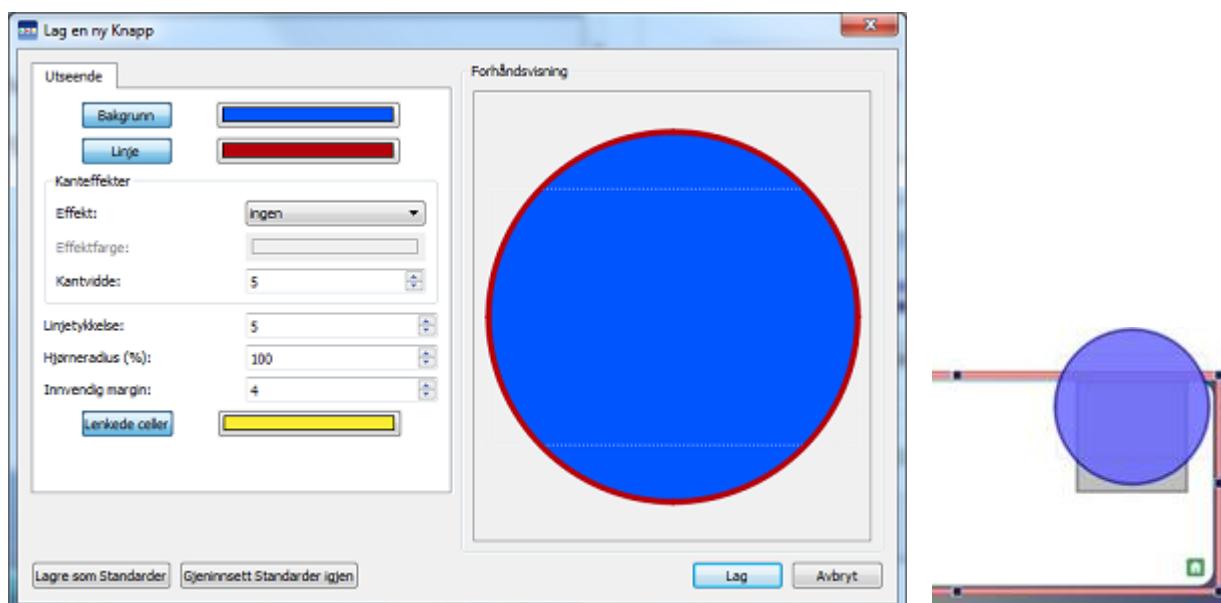 Lag en ny Knapp
Utseende
Bakgrunn
Linje
Kanteffekter
Effekt: ingen
Effektfarge:
Kantvidde: 5
Linjetykkelse: 5
Hjørneradius (%): 100
Innvendig margin: 4
Lenkede celler
Forhåndsvisning
Lagre som Standarder Gjeninnsett Standarder igjen Lag Avbryt